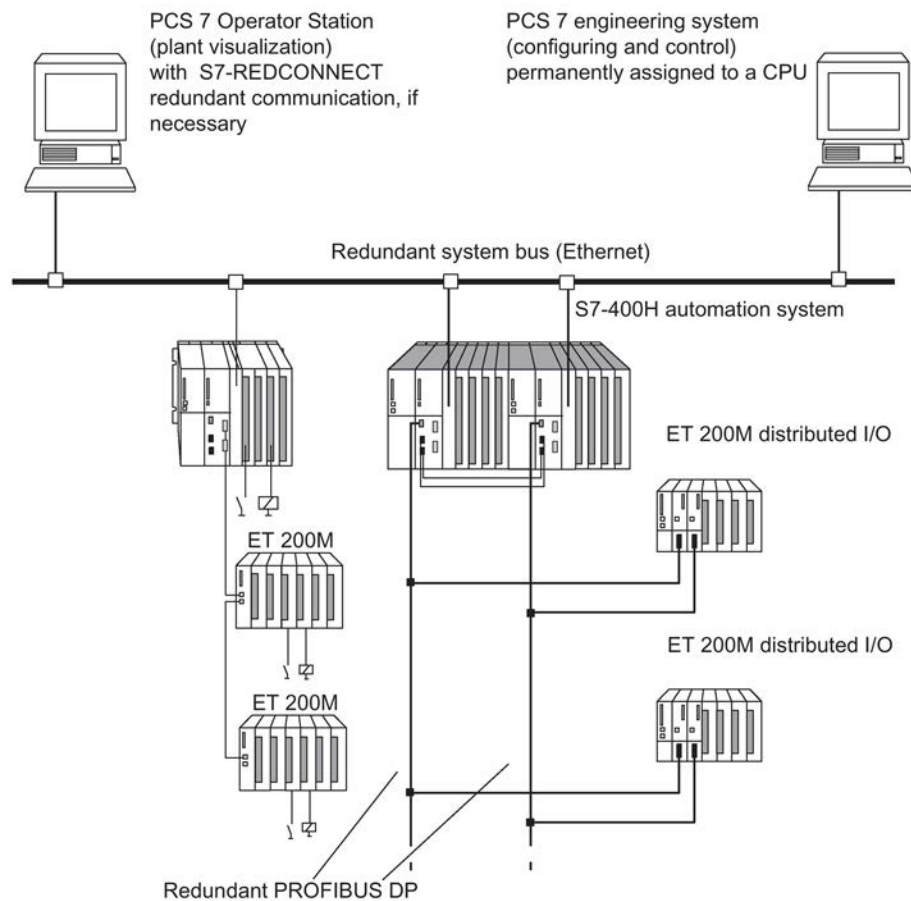 PCS 7 Operator Station
(plant visualization)
with S7-REDCONNECT
redundant communication, if
necessary
PCS 7 engineering system
(configuring and control)
permanently assigned to a CPU
Redundant system bus (Ethernet)
S7-400H automation system
ET 200M distributed I/O
ET 200M
ET 200M distributed I/O
ET 200M
Redundant PROFIBUS DP